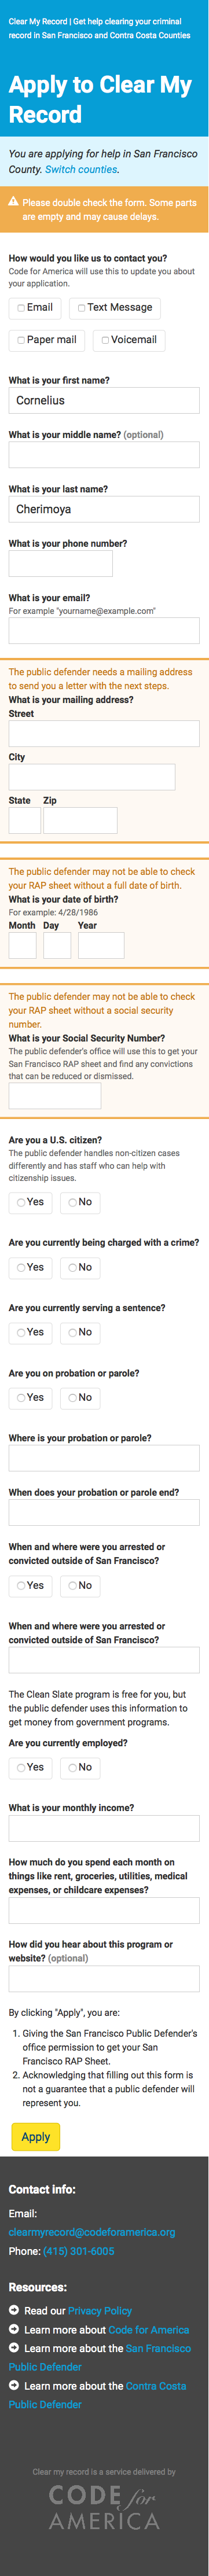 Clear My Record | Get help clearing your criminal
record in San Francisco and Contra Costa Counties
Apply to Clear My
Record
You are applying for help in San Francisco
County. Switch counties.
Please double check the form. Some parts
are empty and may cause delays.
How would you like us to contact you?
Code for America will use this to update you about
your application.
Email
Text Message
Paper mail
Voicemail
What is your first name?
Cornelius
What is your middle name? (optional)
What is your last name?
Cherimoya
What is your phone number?
What is your email?
For example "yourname@example.com"
The public defender needs a mailing address
to send you a letter with the next steps.
What is your mailing address?
Street
City
State Zip
The public defender may not be able to check
your RAP sheet without a full date of birth.
What is your date of birth?
For example: 4/28/1986
Month Day Year
The public defender may not be able to check
your RAP sheet without a social security
number.
What is your Social Security Number?
The public defender's office will use this to get your
San Francisco RAP sheet and find any convictions
that can be reduced or dismissed.
Are you a U.S. citizen?
The public defender handles non-citizen cases
differently and has staff who can help with
citizenship issues.
Yes No
Are you currently being charged with a crime?
Yes No
Are you currently serving a sentence?
Yes No
Are you on probation or parole?
Yes No
Where is your probation or parole?
When does your probation or parole end?
When and where were you arrested or
convicted outside of San Francisco?
Yes No
When and where were you arrested or
convicted outside of San Francisco?
The Clean Slate program is free for you, but
the public defender uses this information to
get money from government programs.
Are you currently employed?
Yes No
What is your monthly income?
How much do you spend each month on
things like rent, groceries, utilities, medical
expenses, or childcare expenses?
How did you hear about this program or
website? (optional)
By clicking "Apply", you are:
1. Giving the San Francisco Public Defender's
office permission to get your San
Francisco RAP Sheet.
2. Acknowledging that filling out this form is
not a guarantee that a public defender will
represent you.
Apply
Contact info:
Email:
clearmyrecord@codeforamerica.org
Phone: (415) 301-6005
Resources:
Read our Privacy Policy
Learn more about Code for America
Learn more about the San Francisco
Public Defender
Learn more about the Contra Costa
Public Defender
Clear my record is a service delivered by
CODE for
AMERICA